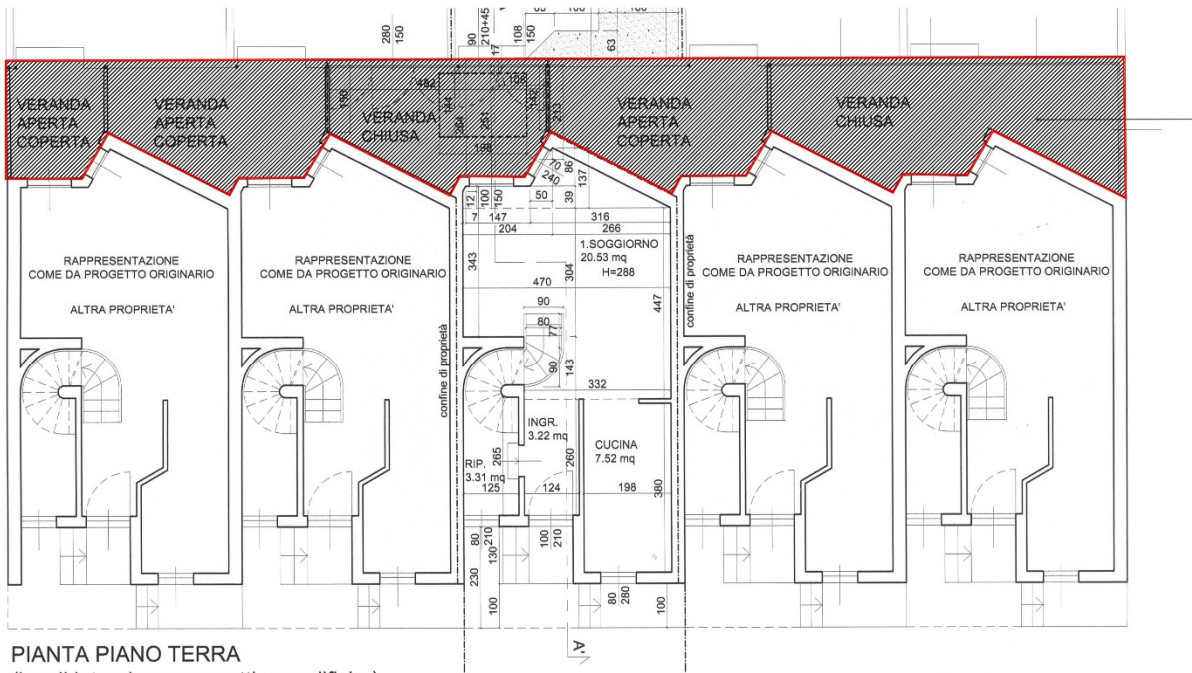 280
150
90
210+45
17
108
150
63
VERANDA
APERTA
COPERTA
VERANDA
APERTA
COPERTA
VERANDA
CHIUSA
VERANDA
APERTA
COPERTA
VERANDA
CHIUSA
482
198
213
70
240
86
137
39
50
12
100
150
7
147
316
204
266
RAPPRESENTAZIONE
COME DA PROGETTO ORIGINARIO
ALTRA PROPRIETA'
RAPPRESENTAZIONE
COME DA PROGETTO ORIGINARIO
ALTRA PROPRIETA'
1.SOGGIORNO
20.53 mq
H=288
RAPPRESENTAZIONE
COME DA PROGETTO ORIGINARIO
ALTRA PROPRIETA'
RAPPRESENTAZIONE
COME DA PROGETTO ORIGINARIO
ALTRA PROPRIETA'
confine di proprietà
confine di proprietà
343
304
470
447
90
80
77
90
143
332
INGR.
3.22 mq
CUCINA
7.52 mq
RIP.
3.31 mq
265
260
125
124
198
380
80
210
130
230
100
100
210
80
280
100
A'
PIANTA PIANO TERRA